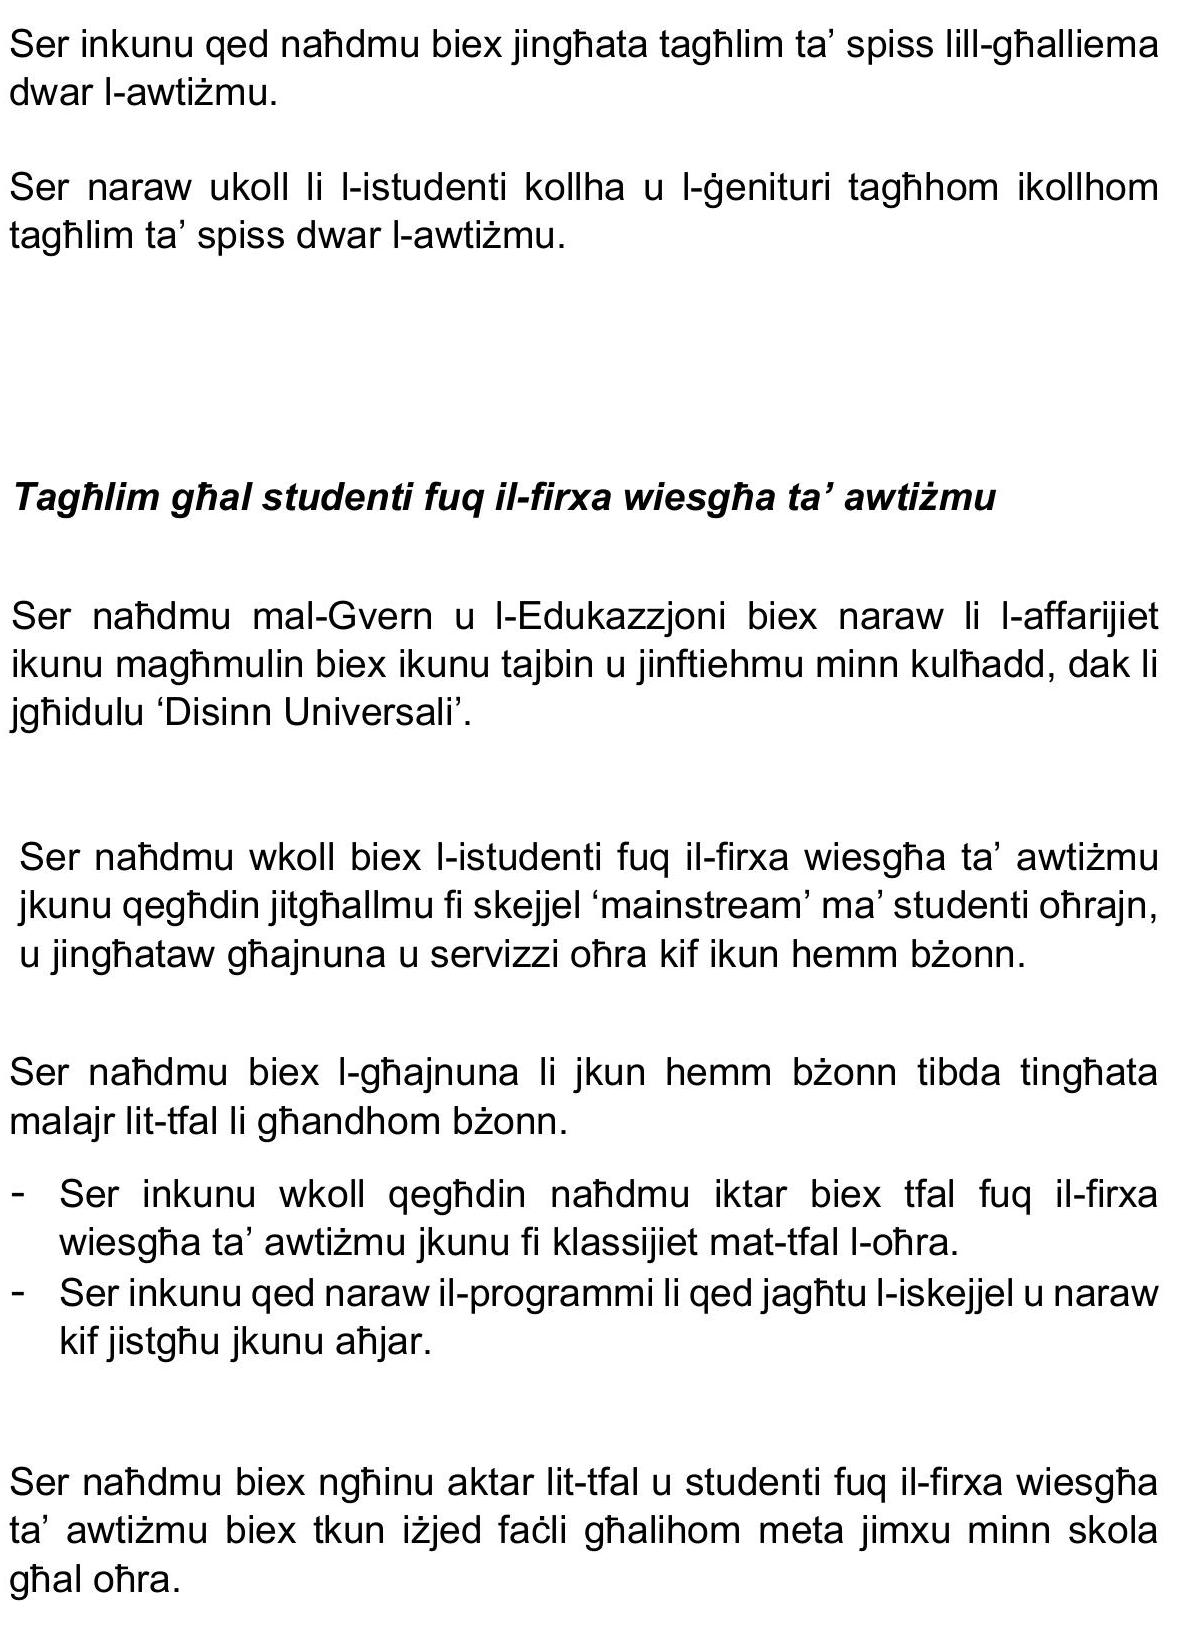 Ser inkunu qed naħdmu biex jingħata tagħlim ta’ spiss lill-għalliema
dwar l-awtiżmu.
Ser naraw ukoll li l-istudenti kollha u l-ġenituri tagħhom ikollhom
tagħlim ta’ spiss dwar l-awtiżmu.
Tagħlim għal studenti fuq il-firxa wiesgħa ta’ awtiżmu
Ser naħdmu mal-Gvern u l-Edukazzjoni biex naraw li l-affarijiet
ikunu magħmulin biex ikunu tajbin u jinftiehmu minn kulħadd, dak li
jgħidulu ‘Disinn Universali’.
Ser naħdmu wkoll biex l-istudenti fuq il-firxa wiesgħa ta’ awtiżmu
jkunu qegħdin jitgħallmu fi skejjel ‘mainstream’ ma’ studenti oħrajn,
u jingħataw għajnuna u servizzi oħra kif ikun hemm bżonn.
Ser naħdmu biex l-għajnuna li jkun hemm bżonn tibda tingħata
malajr lit-tfal li għandhom bżonn.
- Ser inkunu wkoll qegħdin naħdmu iktar biex tfal fuq il-firxa
wiesgħa ta’ awtiżmu jkunu fi klassijiet mat-tfal l-oħra.
- Ser inkunu qed naraw il-programmi li qed jagħtu l-iskejjel u naraw
kif jistgħu jkunu aħjar.
Ser naħdmu biex ngħinu aktar lit-tfal u studenti fuq il-firxa wiesgħa
ta’ awtiżmu biex tkun iżjed faċli għalihom meta jimxu minn skola
għal oħra.